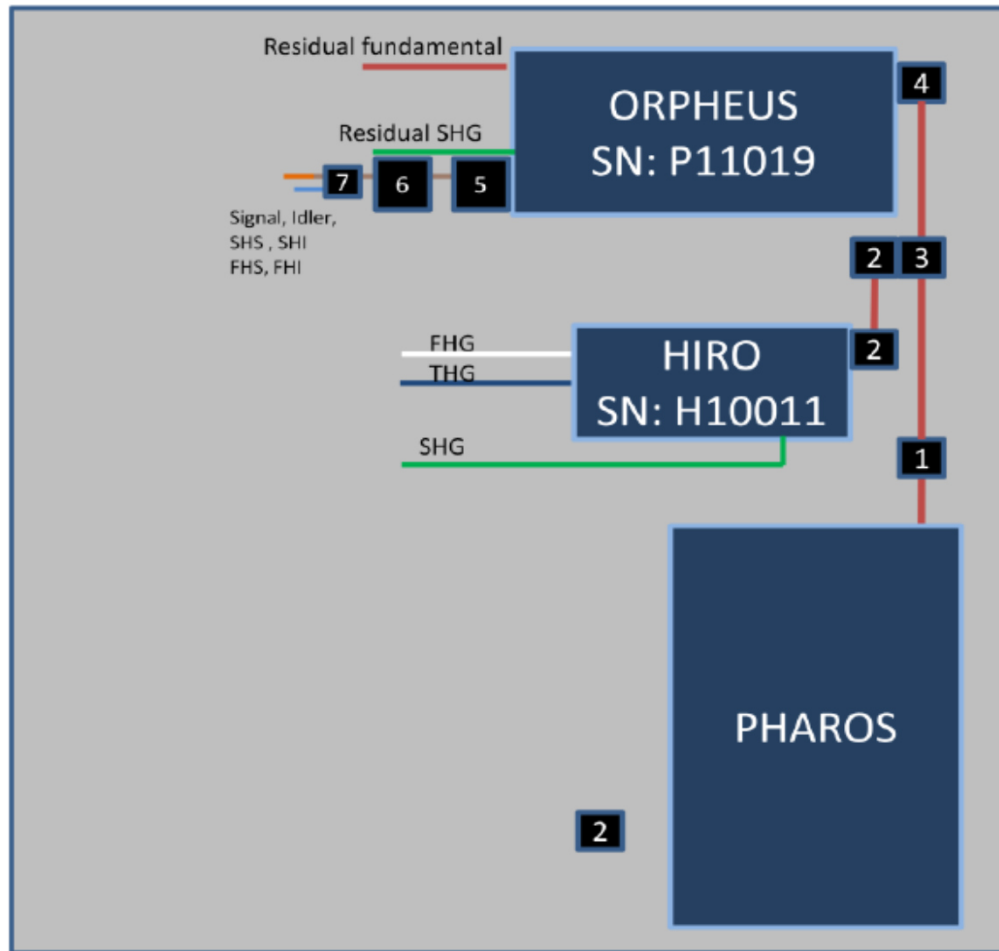 Residual fundamental
ORPHEUS
SN: P11019
4
Residual SHG
7
6
5
Signal, Idler,
SHS , SHI
FHS, FHI
2
3
FHG
THG
HIRO
SN: H10011
2
SHG
1
PHAROS
2